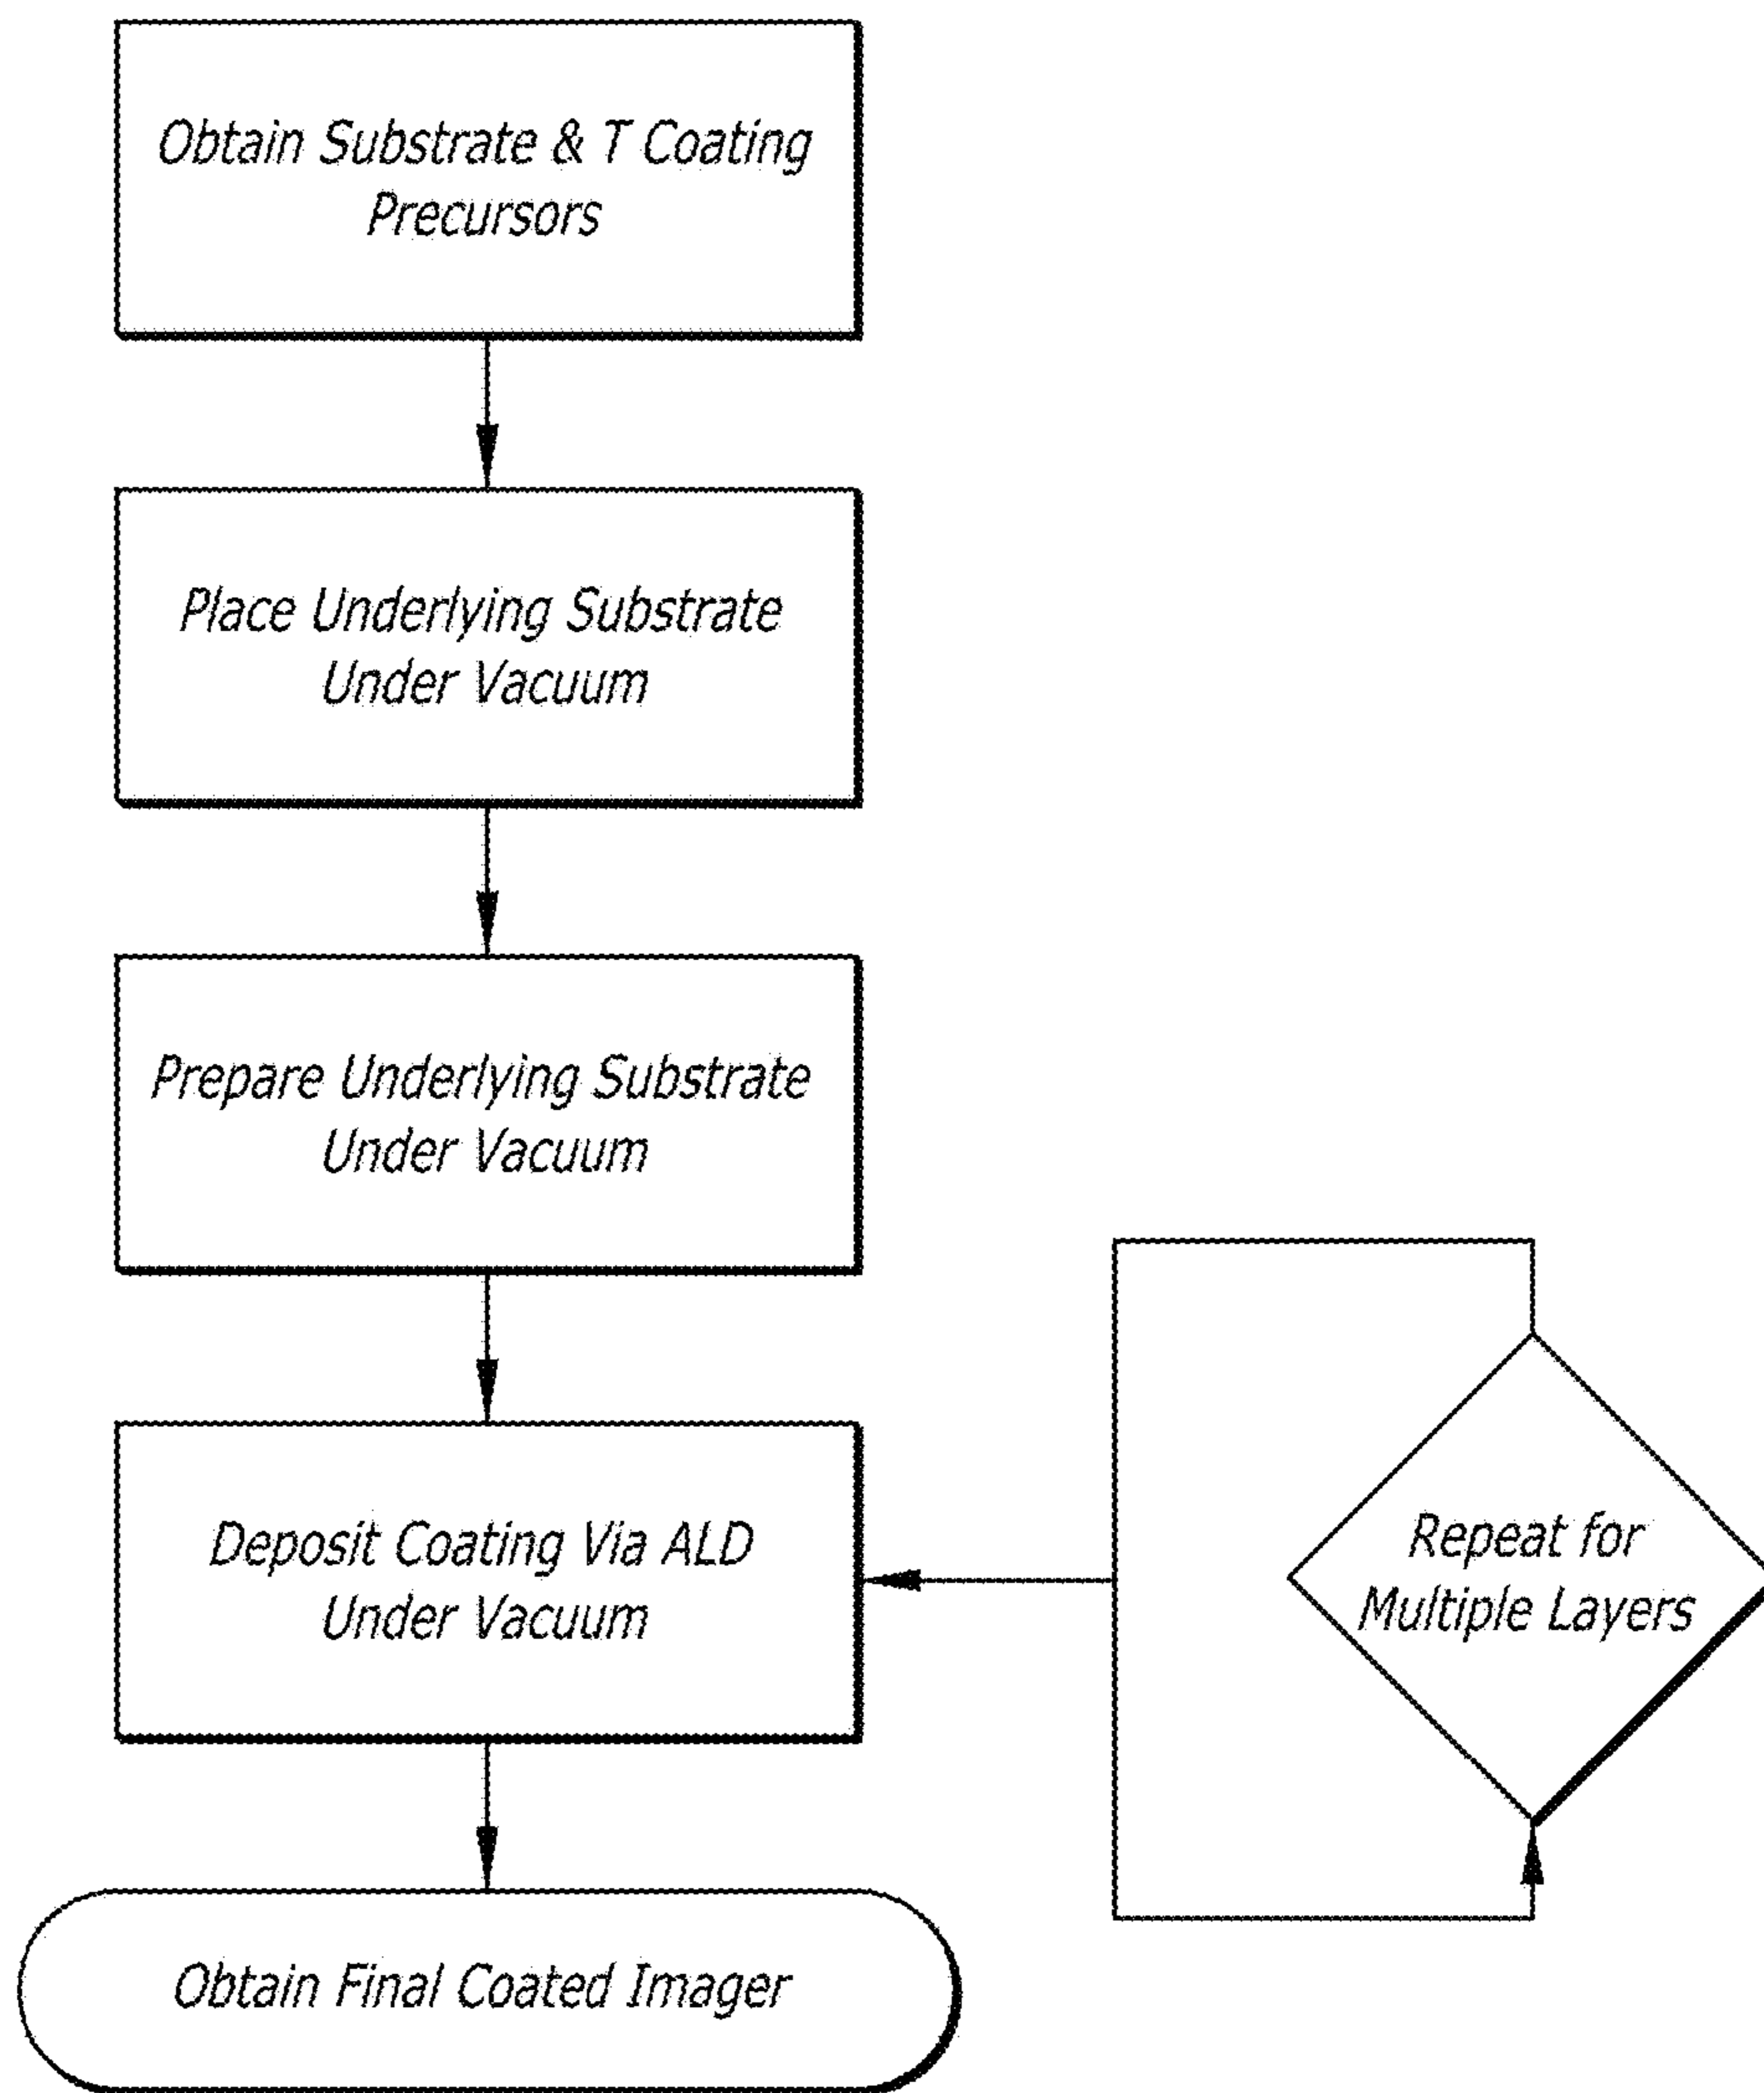 Obtain Substrate & T Coating
Precursors
Place Underlying Substrate
Under Vacuum
Prepare Underlying Substrate
Under Vacuum
Deposit Coating Via ALD
Under Vacuum
Repeat for
Multiple Layers
Obtain Final Coated Imager